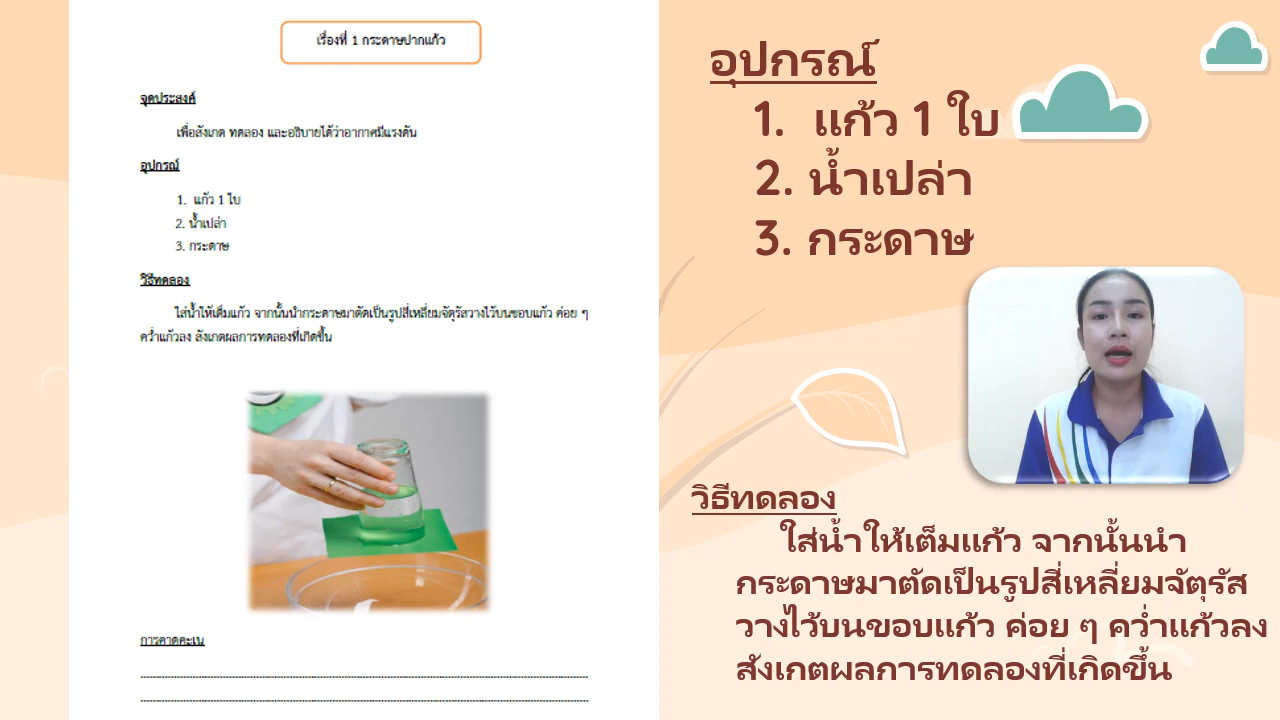 เรื่องที่ 1 กระดาษปากแก้ว
จุดประสงค์
เพื่อสังเกต ทดลอง และอธิบายได้ว่าอากาศมีแรงดัน
อุปกรณ์
1. แก้ว 1 ใบ
2. น้ำเปล่า
3. กระดาษ
วิธีทดลอง
ใส่น้ำให้เต็มแก้ว จากนั้นนำกระดาษมาตัดเป็นรูปสี่เหลี่ยมจัตุรัสวางไว้บนขอบแก้ว ค่อย ๆ
คว่ำแก้วลง สังเกตผลการทดลองที่เกิดขึ้น
การคาดคะเน
อุปกรณ์
1. แก้ว 1 ใบ
2. น้ำเปล่า
3. กระดาษ
วิธีทดลอง
ใส่น้ำให้เต็มแก้ว จากนั้นนำ
กระดาษมาตัดเป็นรูปสี่เหลี่ยมจัตุรัส
วางไว้บนขอบแก้ว ค่อย ๆ คว่ำแก้วลง
สังเกตผลการทดลองที่เกิดขึ้น